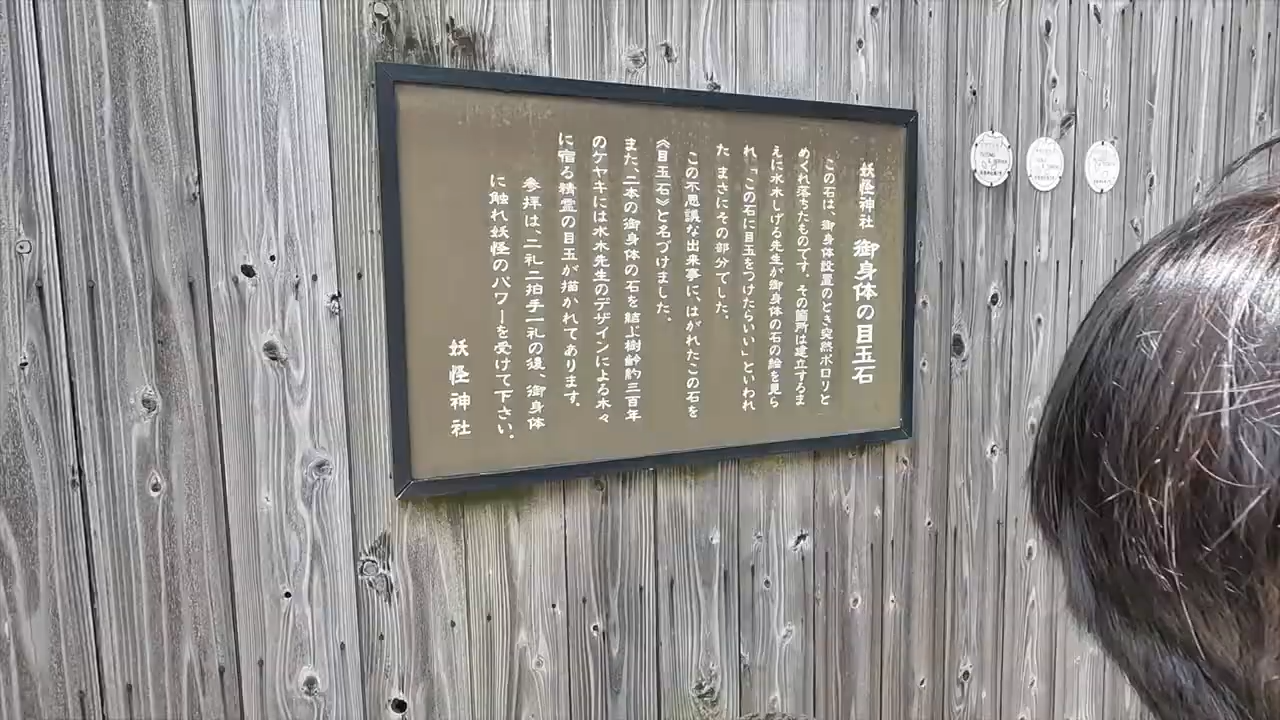 妖怪神社 御身体の目玉石
この石は、御身体設置のとき突然ポロリと
めくれ落ちたものです。その箇所は建立するま
えに水木しげる先生が御身体の石の絵を見ら
れ「この石に目玉をつけたらいい」といわれ
たまさにその部分でした。
この不思議な出来事に、はがれたこの石を
《目玉石》と名づけました。
また、二本の御身体の石を結ぶ樹齢約三百年
のケヤキには水木先生のデザインによる木々
に宿る精霊の目玉が描かれてあります。
参拝は、二礼二拍手一礼の後、御身体
に触れ妖怪のパワーを受けて下さい。
妖怪神社